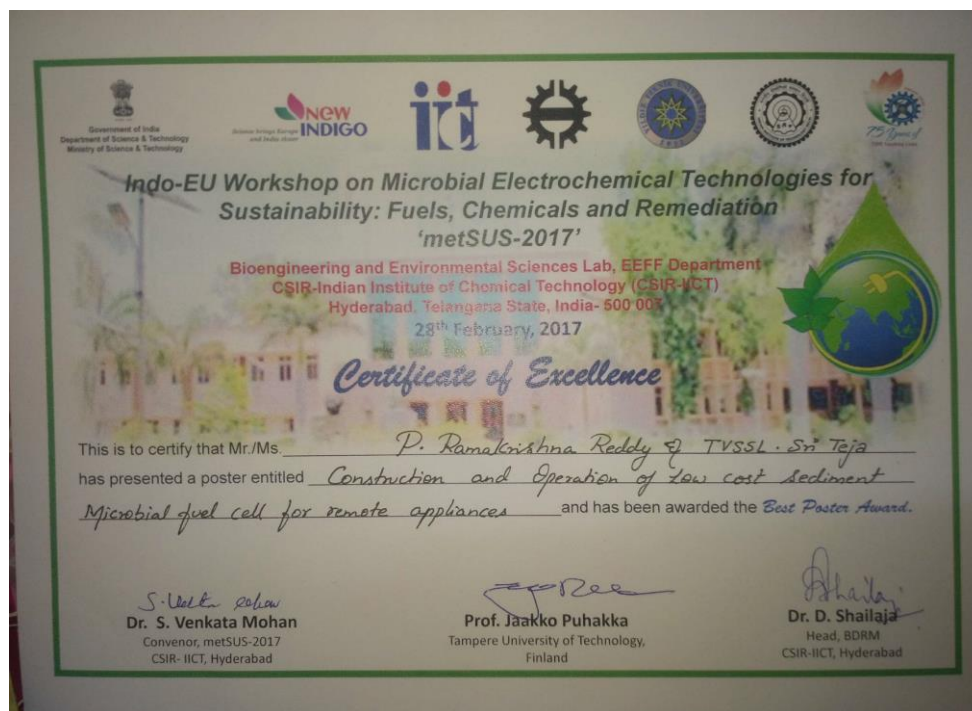 Government of India
Department of Science & Technology
Ministry of Science & Technology
Science brings Europe
and India closer
NEW
INDIGO
iict
75 Years of
Indo-EU Workshop on Microbial Electrochemical Technologies for
Sustainability: Fuels, Chemicals and Remediation
‘metSUS-2017’
Bioengineering and Environmental Sciences Lab, EEFF Department
CSIR-Indian Institute of Chemical Technology (CSIR-IICT)
Hyderabad, Telangana State, India- 500 007
28th February, 2017
Certificate of Excellence
This is to certify that Mr./Ms. P. Ramakrishna Reddy & TVSSL. Sri Teja
has presented a poster entitled Construction and Operation of Low cost Sediment
Microbial fuel cell for remote appliances and has been awarded the Best Poster Award.
Dr. S. Venkata Mohan
Convenor, metSUS-2017
CSIR- IICT, Hyderabad
Prof. Jaakko Puhakka
Tampere University of Technology,
Finland
Dr. D. Shailaja
Head, BDRM
CSIR-IICT, Hyderabad